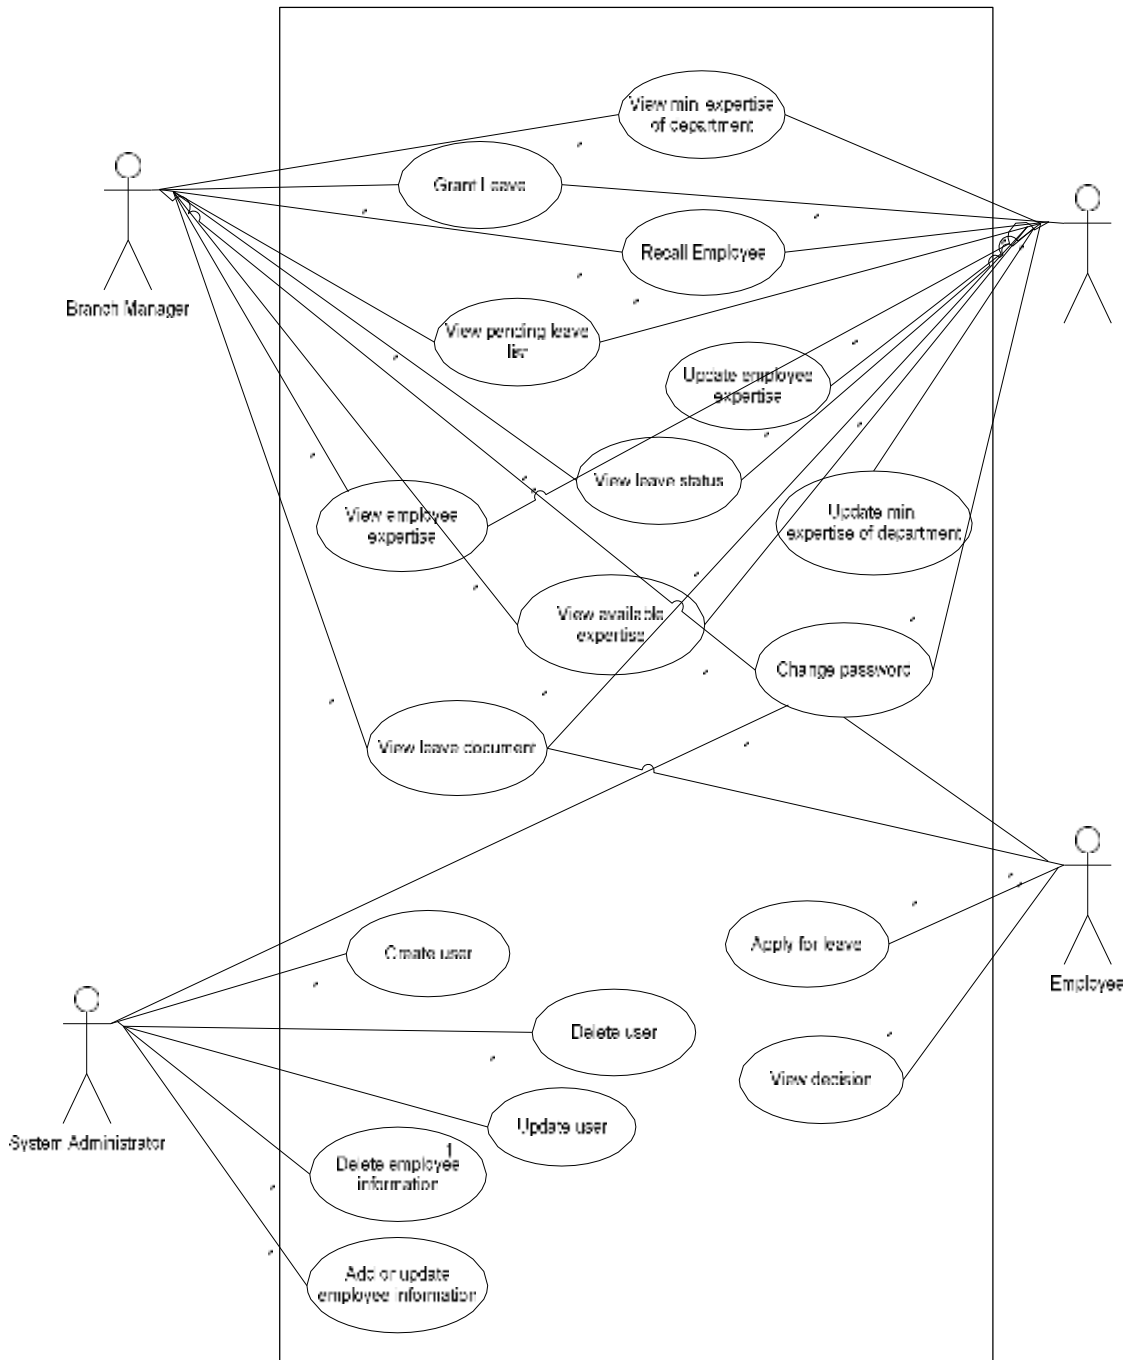 View min. expertise
of department
Grant Leave
Recall Employee
Branch Manager
View pending leave
list
Update employee
expertise
View leave status
View employee
expertise
Update min.
expertise of department
View available
expertise
Change password
View leave document
Create user
Apply for leave
Employee
Delete user
View decision
Update user
System Administrator
1
Delete employee
information
Add or update
employee information